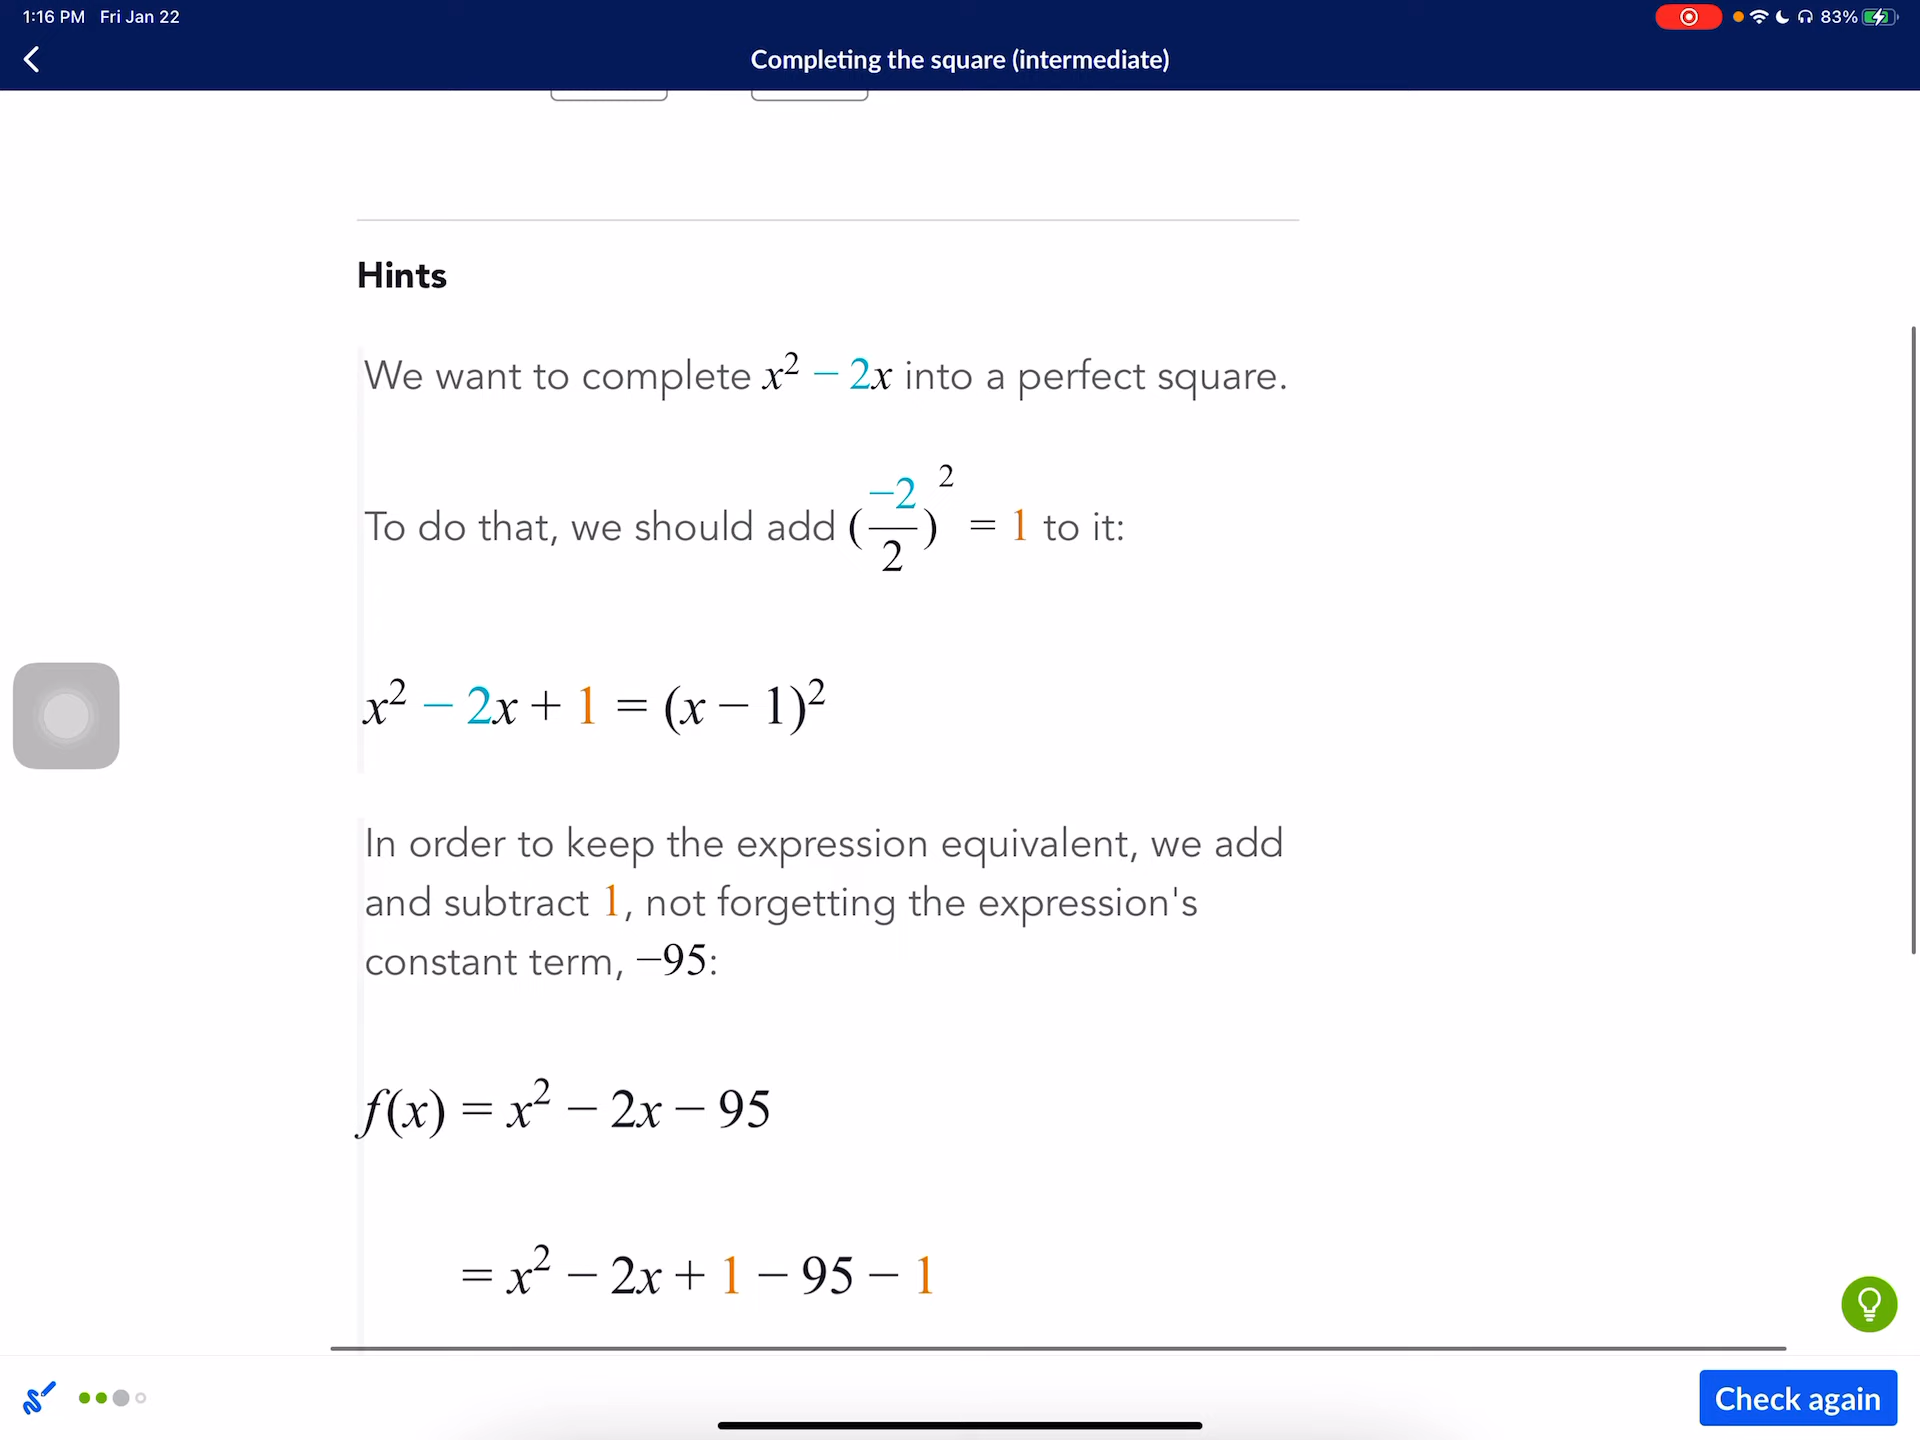 1:16 PM Fri Jan 22
83%
Completing the square (intermediate)
Hints
We want to complete x² − 2x into a perfect square.
To do that, we should add (−2/2)² = 1 to it:
x² − 2x + 1 = (x − 1)²
In order to keep the expression equivalent, we add
and subtract 1, not forgetting the expression's
constant term, −95:
f(x) = x² − 2x − 95
= x² − 2x + 1 − 95 − 1
Check again